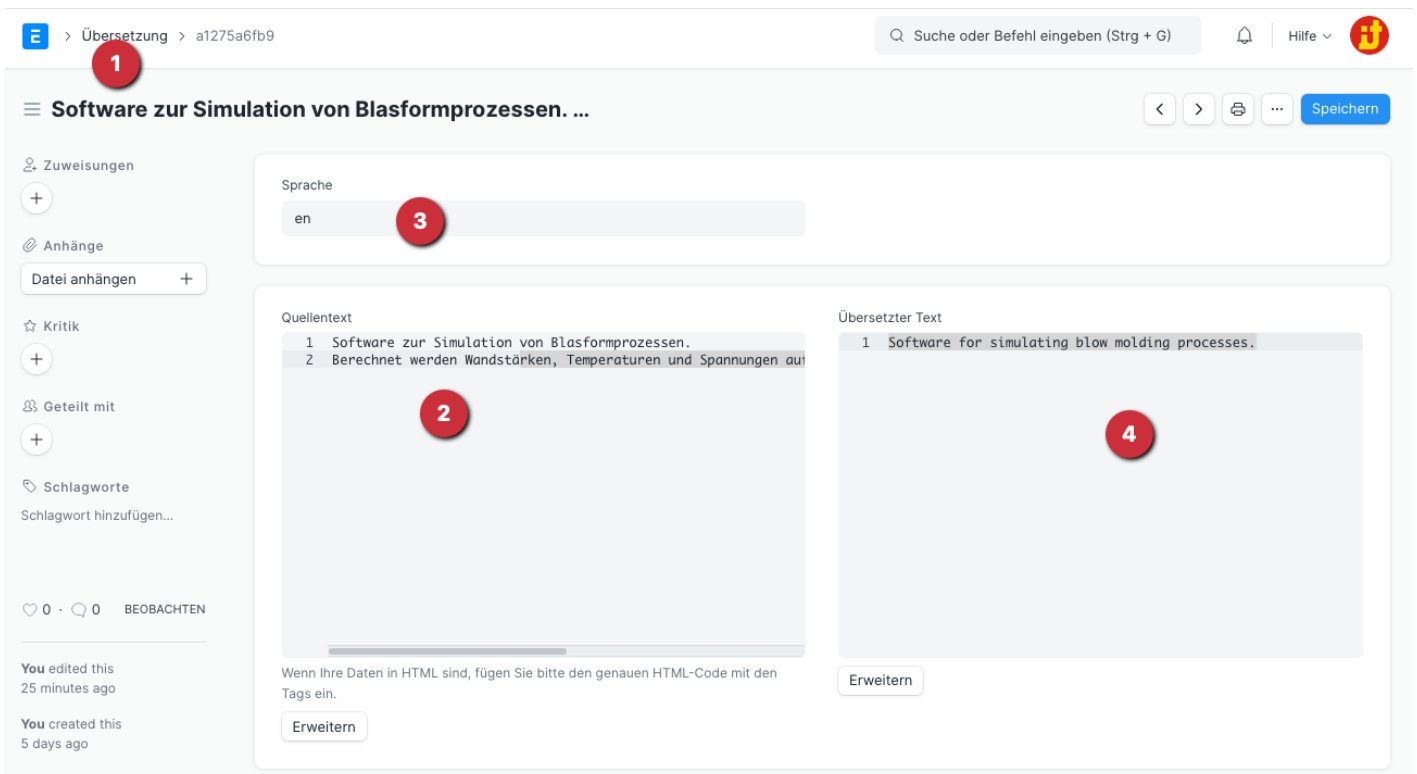 E > Übersetzung > a1275a6fb9
Suche oder Befehl eingeben (Strg + G)
Hilfe
it
1
Software zur Simulation von Blasformprozessen. ...
...
Speichern
Zuweisungen
+
Anhänge
Datei anhängen +
Kritik
+
Geteilt mit
+
Schlagworte
Schlagwort hinzufügen...
0 · 0 BEOBACHTEN
You edited this
25 minutes ago
You created this
5 days ago
Sprache
en
3
Quellentext
1 Software zur Simulation von Blasformprozessen.
2 Berechnet werden Wandstärken, Temperaturen und Spannungen auf
2
Wenn Ihre Daten in HTML sind, fügen Sie bitte den genauen HTML-Code mit den
Tags ein.
Erweitern
Übersetzter Text
1 Software for simulating blow molding processes.
4
Erweitern